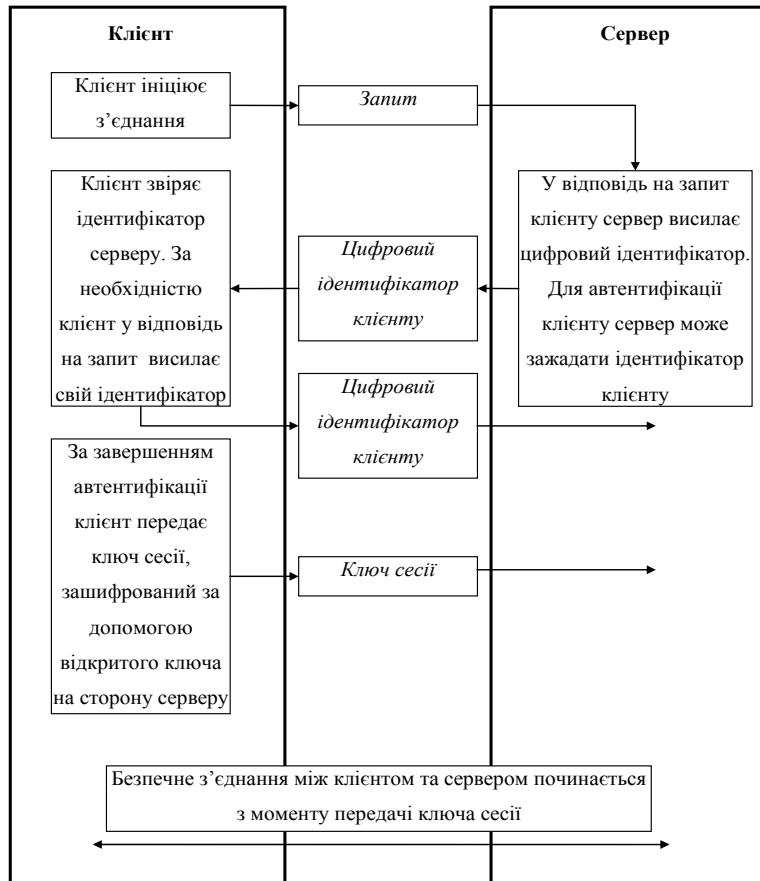 Клієнт
Сервер
Клієнт ініціює
з’єднання
Запит
Клієнт звіряє
ідентифікатор
серверу. За
необхідністю
клієнт у відповідь
на запит висилає
свій ідентифікатор
Цифровий
ідентифікатор
клієнту
У відповідь на запит
клієнту сервер висилає
цифровий ідентифікатор.
Для автентифікації
клієнту сервер може
зажадати ідентифікатор
клієнту
Цифровий
ідентифікатор
клієнту
За завершенням
автентифікації
клієнт передає
ключ сесії,
зашифрований за
допомогою
відкритого ключа
на сторону серверу
Ключ сесії
Безпечне з’єднання між клієнтом та сервером починається
з моменту передачі ключа сесії